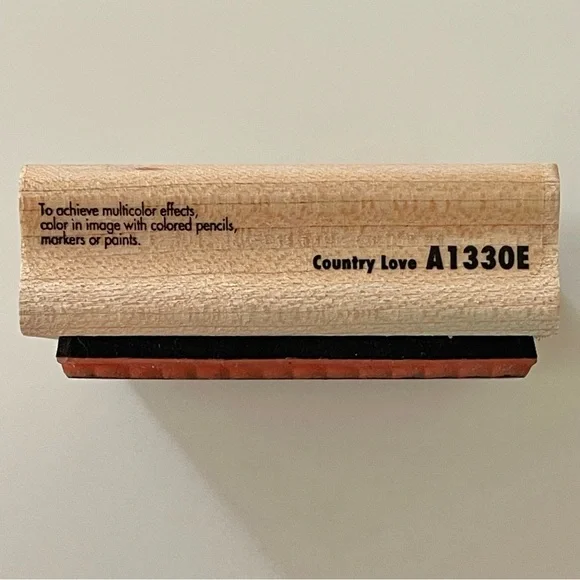 To achieve multicolor effects,
color in image with colored pencils,
markers or paints.
Country Love A1330E